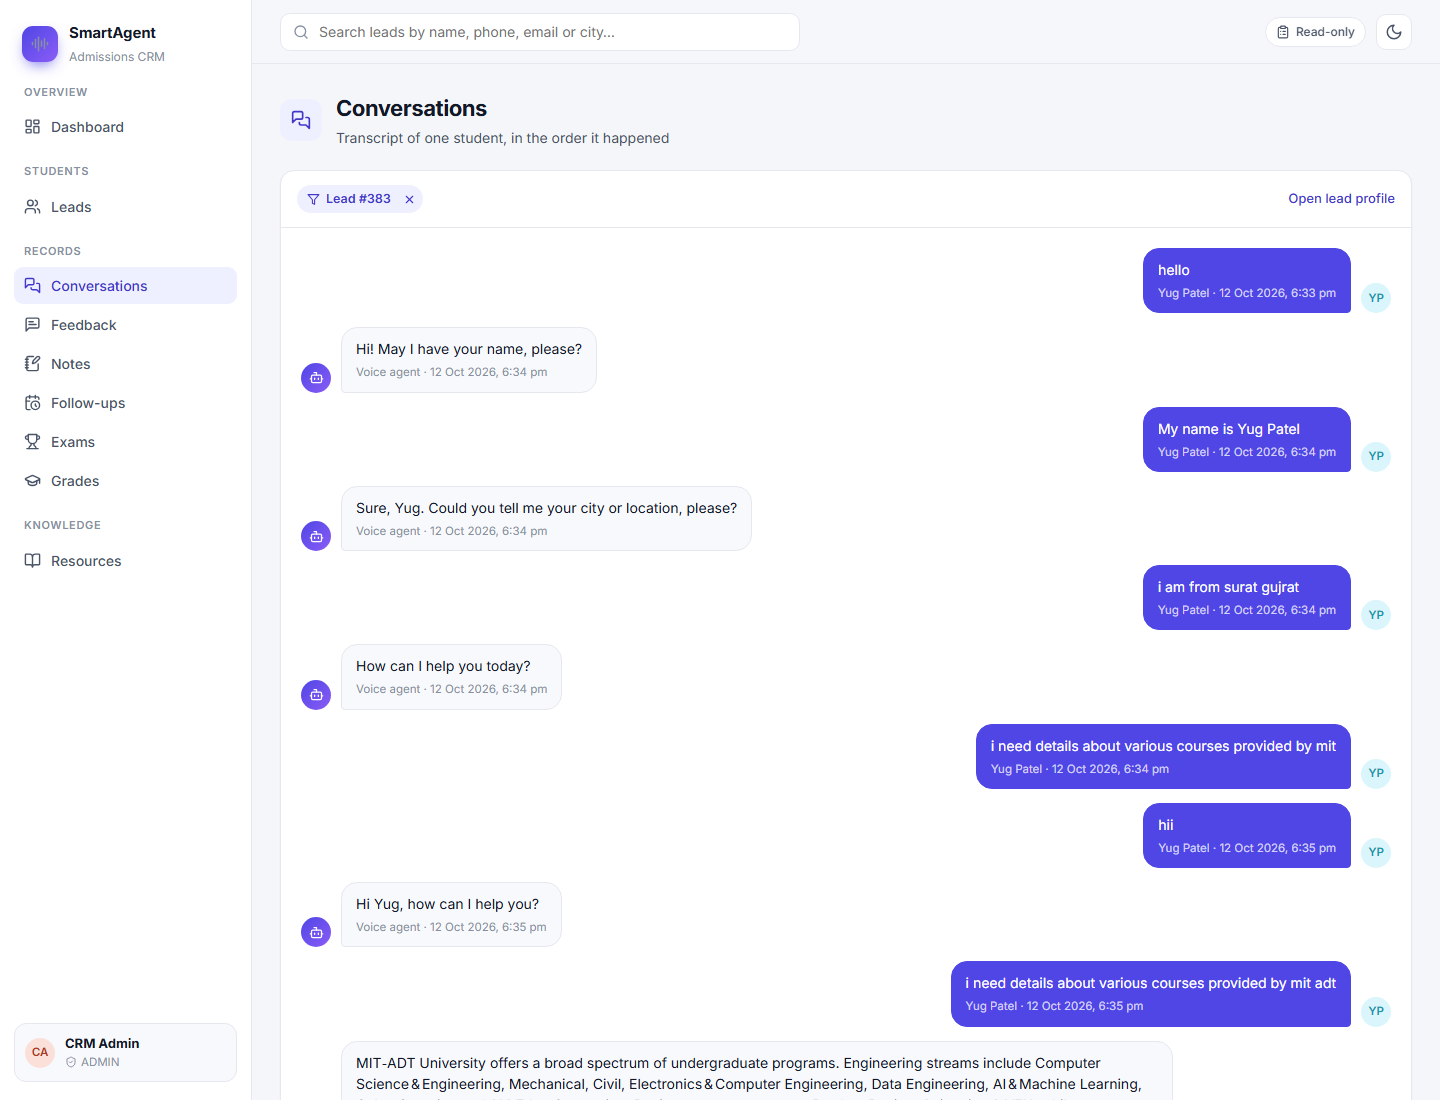 SmartAgent
Admissions CRM
OVERVIEW
Dashboard
STUDENTS
Leads
RECORDS
Conversations
Feedback
Notes
Follow-ups
Exams
Grades
KNOWLEDGE
Resources
CA
CRM Admin
ADMIN
Search leads by name, phone, email or city...
Read-only
Conversations
Transcript of one student, in the order it happened
Lead #383
Open lead profile
hello
Yug Patel · 12 Oct 2026, 6:33 pm
YP
Hi! May I have your name, please?
Voice agent · 12 Oct 2026, 6:34 pm
My name is Yug Patel
Yug Patel · 12 Oct 2026, 6:34 pm
YP
Sure, Yug. Could you tell me your city or location, please?
Voice agent · 12 Oct 2026, 6:34 pm
i am from surat gujrat
Yug Patel · 12 Oct 2026, 6:34 pm
YP
How can I help you today?
Voice agent · 12 Oct 2026, 6:34 pm
i need details about various courses provided by mit
Yug Patel · 12 Oct 2026, 6:34 pm
YP
hii
Yug Patel · 12 Oct 2026, 6:35 pm
YP
Hi Yug, how can I help you?
Voice agent · 12 Oct 2026, 6:35 pm
i need details about various courses provided by mit adt
Yug Patel · 12 Oct 2026, 6:35 pm
YP
MIT-ADT University offers a broad spectrum of undergraduate programs. Engineering streams include Computer
Science & Engineering, Mechanical, Civil, Electronics & Computer Engineering, Data Engineering, AI & Machine Learning,